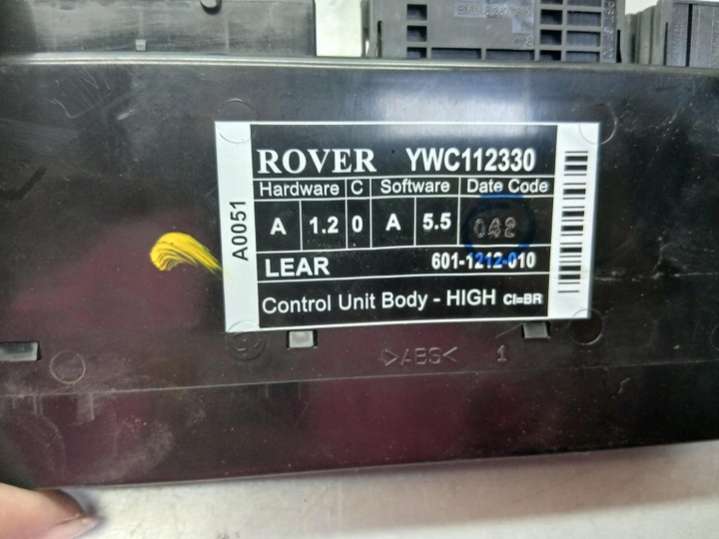 ROVER YWC112330
Hardware C Software Date Code
A 1.2 0 A 5.5 042
LEAR 601-1212-010
Control Unit Body - HIGH CI=BR
A0051
>ABS< 1